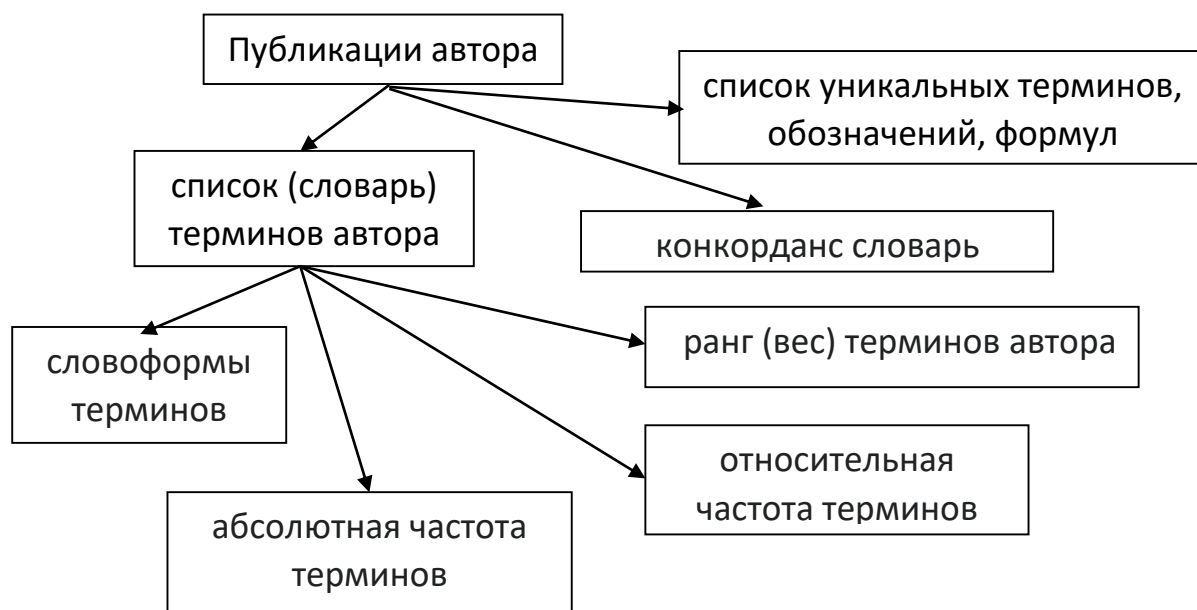 Публикации автора
список уникальных терминов,
обозначений, формул
список (словарь)
терминов автора
конкорданс словарь
словоформы
терминов
ранг (вес) терминов автора
относительная
частота терминов
абсолютная частота
терминов